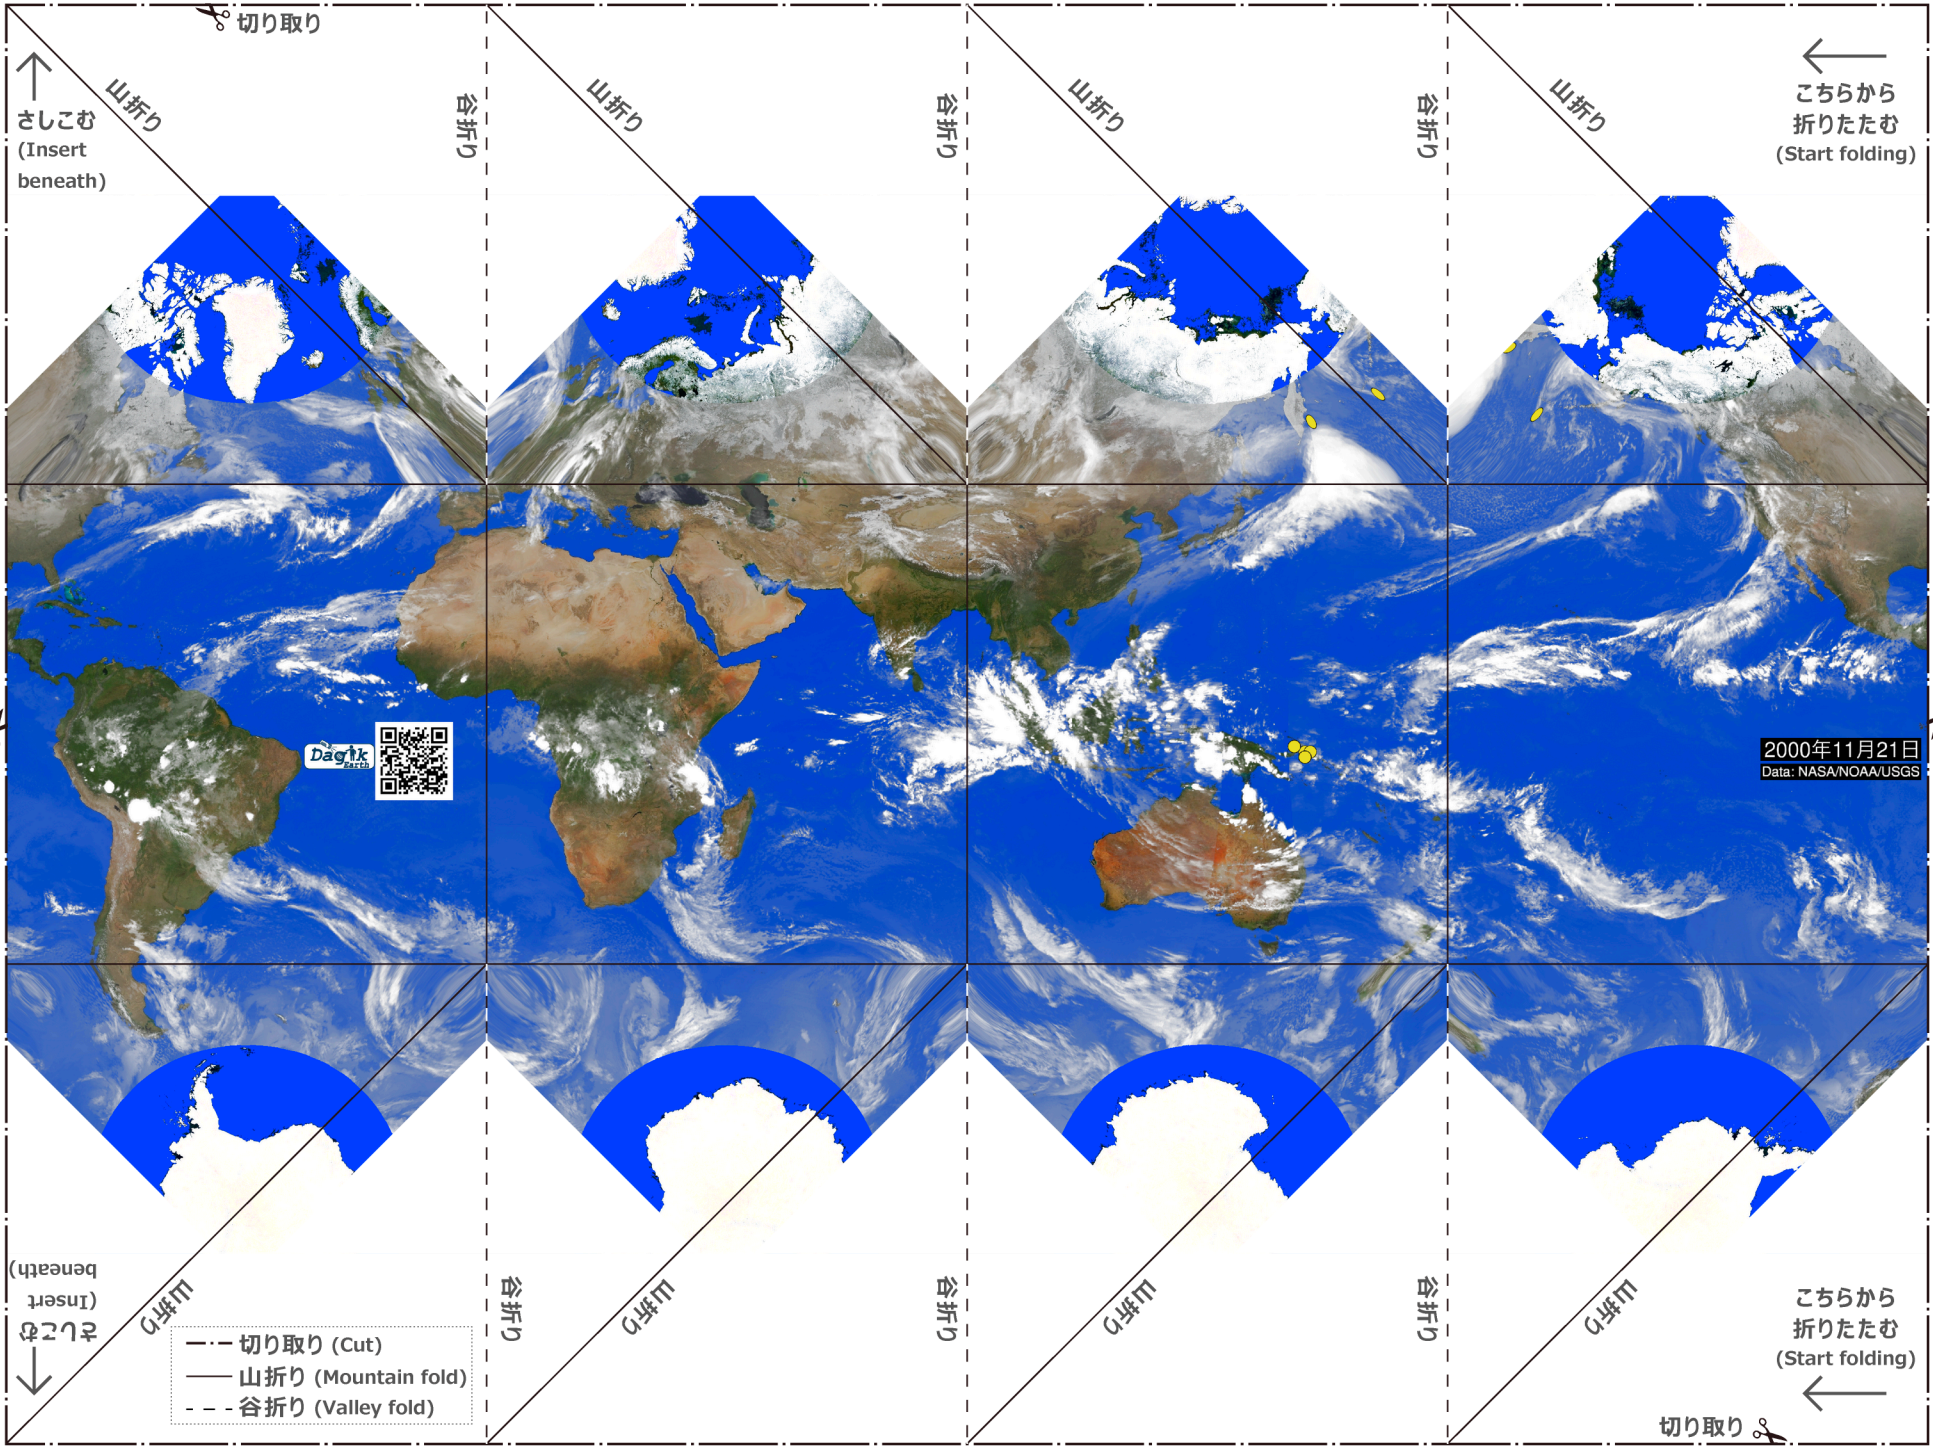 切り取り
山折り
谷折り
山折り
谷折り
山折り
谷折り
山折り
さしこむ
(Insert
beneath)
こちらから
折りたたむ
(Start folding)
Dagik
Earth
2000年11月21日
Data: NASA/NOAA/USGS
さしこむ
(Insert
beneath)
山折り
谷折り
山折り
谷折り
山折り
谷折り
山折り
こちらから
折りたたむ
(Start folding)
切り取り (Cut)
山折り (Mountain fold)
谷折り (Valley fold)
切り取り